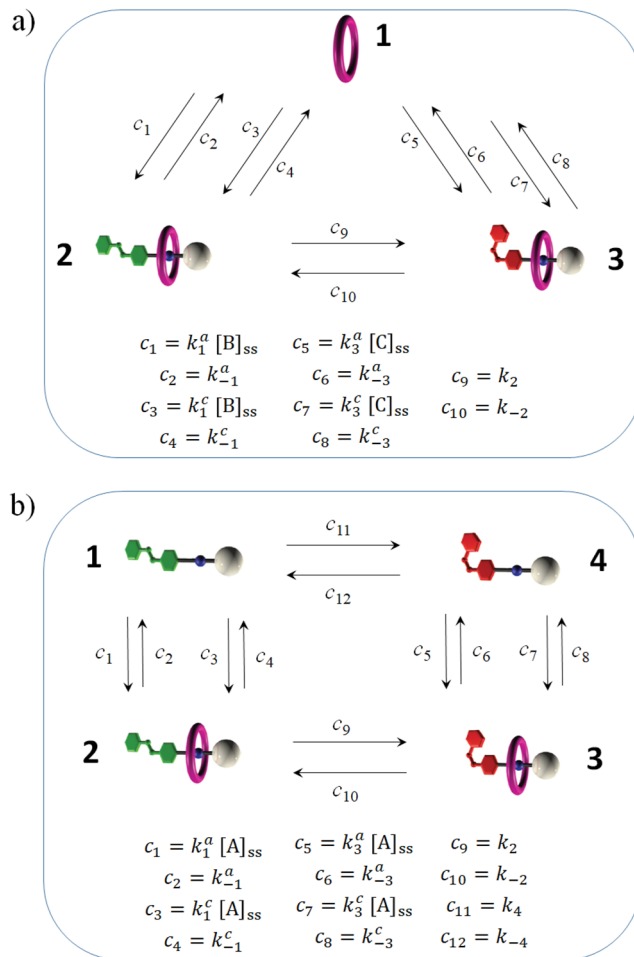 a)
1
c₁
c₂
c₃
c₄
c₅
c₆
c₇
c₈
2
c₉
c₁₀
3
c₁ = k₁ᵃ [B]ₛₛ c₅ = k₃ᵃ [C]ₛₛ
c₂ = k₋₁ᵃ c₆ = k₋₃ᵃ c₉ = k₂
c₃ = k₁ᶜ [B]ₛₛ c₇ = k₃ᶜ [C]ₛₛ c₁₀ = k₋₂
c₄ = k₋₁ᶜ c₈ = k₋₃ᶜ
b)
1
c₁₁
c₁₂
4
c₁ c₂ c₃ c₄ c₅ c₆ c₇ c₈
2
c₉
c₁₀
3
c₁ = k₁ᵃ [A]ₛₛ c₅ = k₃ᵃ [A]ₛₛ c₉ = k₂
c₂ = k₋₁ᵃ c₆ = k₋₃ᵃ c₁₀ = k₋₂
c₃ = k₁ᶜ [A]ₛₛ c₇ = k₃ᶜ [A]ₛₛ c₁₁ = k₄
c₄ = k₋₁ᶜ c₈ = k₋₃ᶜ c₁₂ = k₋₄